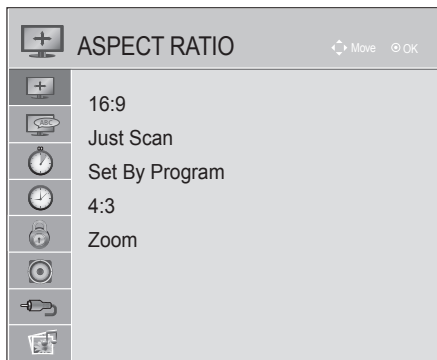 ASPECT RATIO
Move OK
16:9
ABC
Just Scan
Set By Program
4:3
Zoom